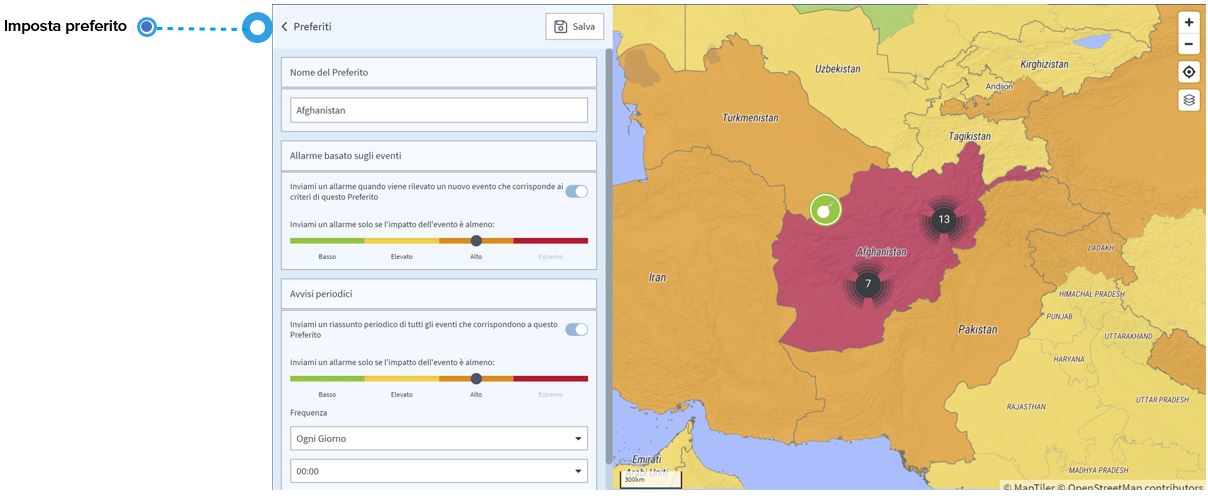 Imposta preferito
Preferiti
Salva
Nome del Preferito
Afghanistan
Allarme basato sugli eventi
Inviami un allarme quando viene rilevato un nuovo evento che corrisponde ai
criteri di questo Preferito
Inviami un allarme solo se l'impatto dell'evento è almeno:
Basso Elevato Alto Estremo
Avvisi periodici
Inviami un riassunto periodico di tutti gli eventi che corrispondono a questo
Preferito
Inviami un allarme solo se l'impatto dell'evento è almeno:
Basso Elevato Alto Estremo
Frequenza
Ogni Giorno
00:00
Uzbekistan
Kirghizistan
Andijon
Turkmenistan
Tagikistan
13
Afghanistan
7
Iran
LADAKH
HIMACHAL PRADESH
PUNJAB
Pakistan
UTTARAKHAND
HARYANA
RAJASTHAN
UTTAR PRADESH
Emirati
Arabi Uniti
MADHYA PRADESH
300km
© MapTiler © OpenStreetMap contributors